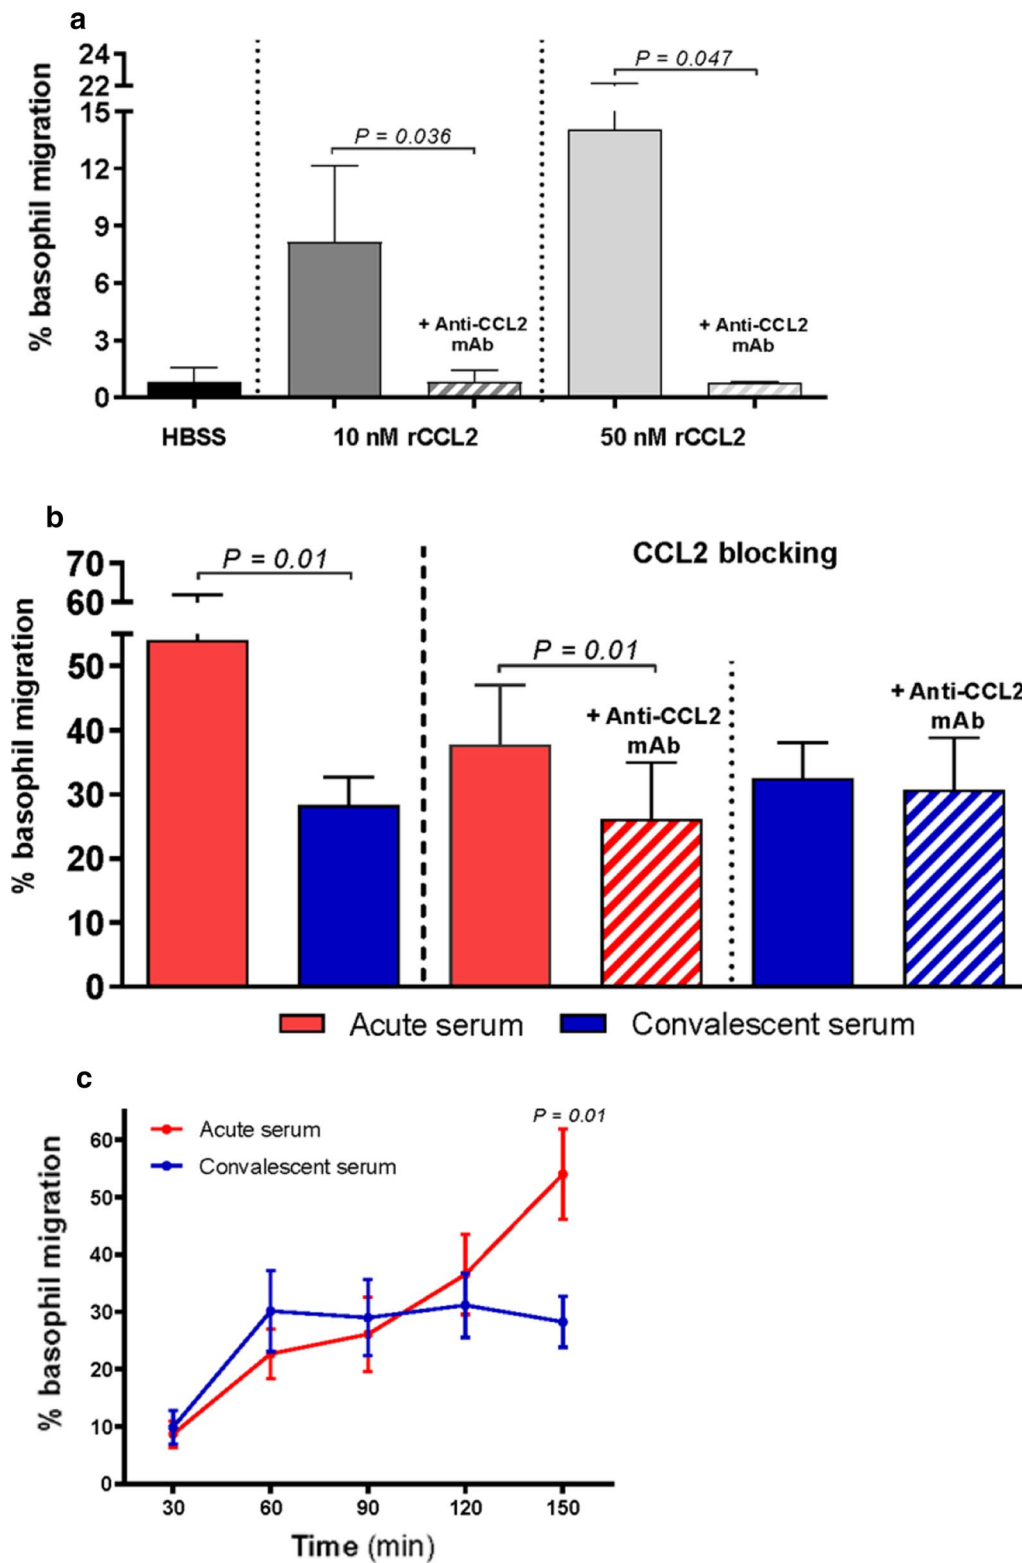 a
24
22
15
12
9
6
3
0
% basophil migration
P = 0.036
P = 0.047
+ Anti-CCL2
mAb
+ Anti-CCL2
mAb
HBSS
10 nM rCCL2
50 nM rCCL2
b
70
60
50
40
30
20
10
0
% basophil migration
P = 0.01
CCL2 blocking
P = 0.01
+ Anti-CCL2
mAb
+ Anti-CCL2
mAb
Acute serum
Convalescent serum
c
60
50
40
30
20
10
0
% basophil migration
Acute serum
Convalescent serum
P = 0.01
30 60 90 120 150
Time (min)